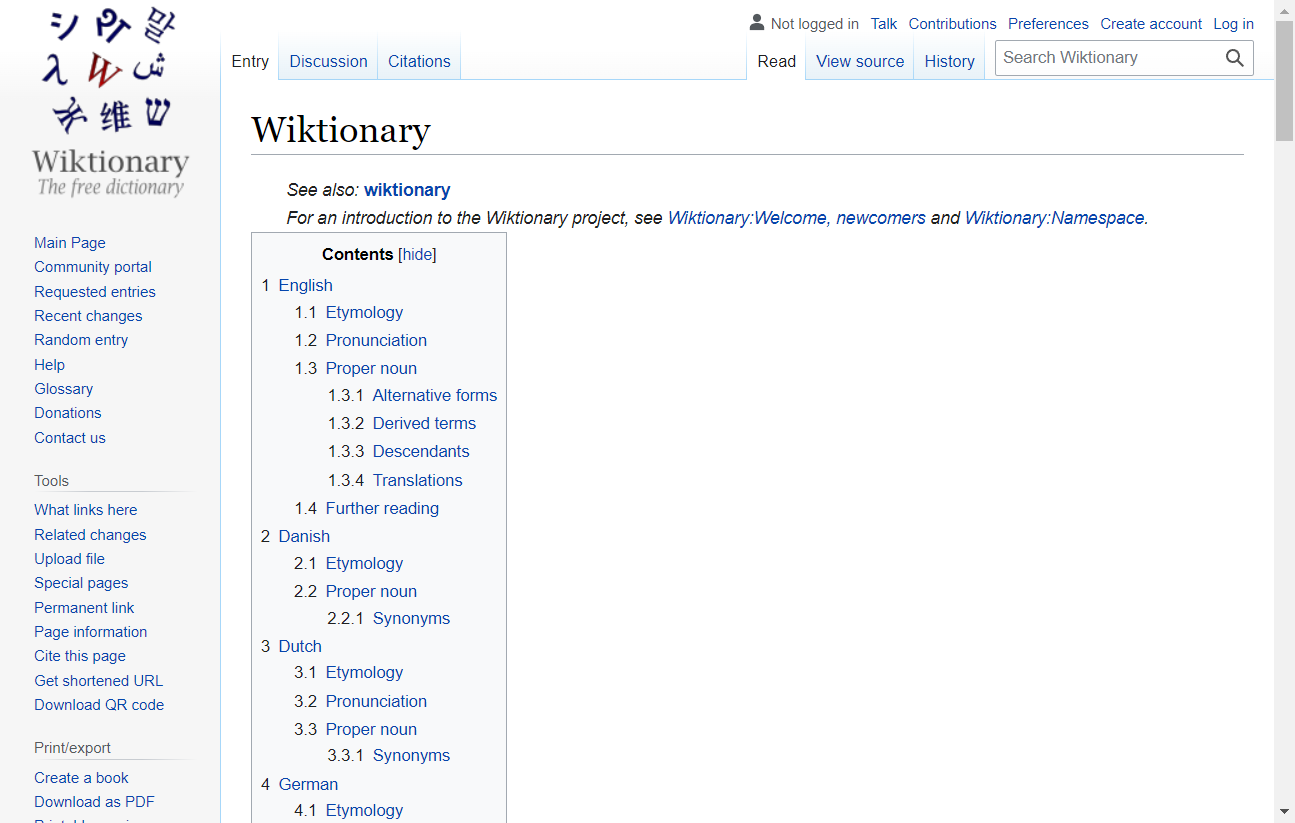 Not logged in Talk Contributions Preferences Create account Log in
Entry Discussion Citations Read View source History Search Wiktionary
シ 말
λ W ش
维 ש
Wiktionary
The free dictionary
Main Page
Community portal
Requested entries
Recent changes
Random entry
Help
Glossary
Donations
Contact us
Tools
What links here
Related changes
Upload file
Special pages
Permanent link
Page information
Cite this page
Get shortened URL
Download QR code
Print/export
Create a book
Download as PDF
Wiktionary
See also: wiktionary
For an introduction to the Wiktionary project, see Wiktionary:Welcome, newcomers and Wiktionary:Namespace.
Contents [hide]
1 English
1.1 Etymology
1.2 Pronunciation
1.3 Proper noun
1.3.1 Alternative forms
1.3.2 Derived terms
1.3.3 Descendants
1.3.4 Translations
1.4 Further reading
2 Danish
2.1 Etymology
2.2 Proper noun
2.2.1 Synonyms
3 Dutch
3.1 Etymology
3.2 Pronunciation
3.3 Proper noun
3.3.1 Synonyms
4 German
4.1 Etymology